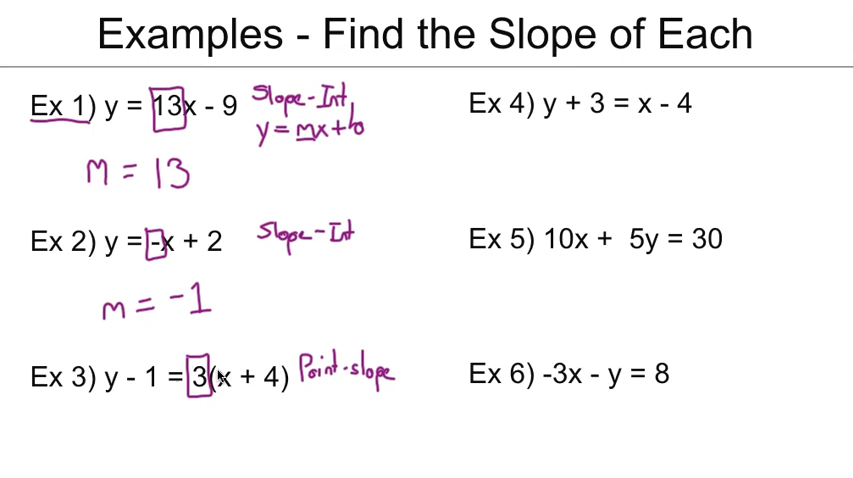 Examples - Find the Slope of Each
Ex 1) y = 13x - 9
Slope-Int,
y = mx + b
m = 13
Ex 2) y = -x + 2
Slope-Int
m = -1
Ex 3) y - 1 = 3(x + 4)
Point-slope
Ex 4) y + 3 = x - 4
Ex 5) 10x + 5y = 30
Ex 6) -3x - y = 8